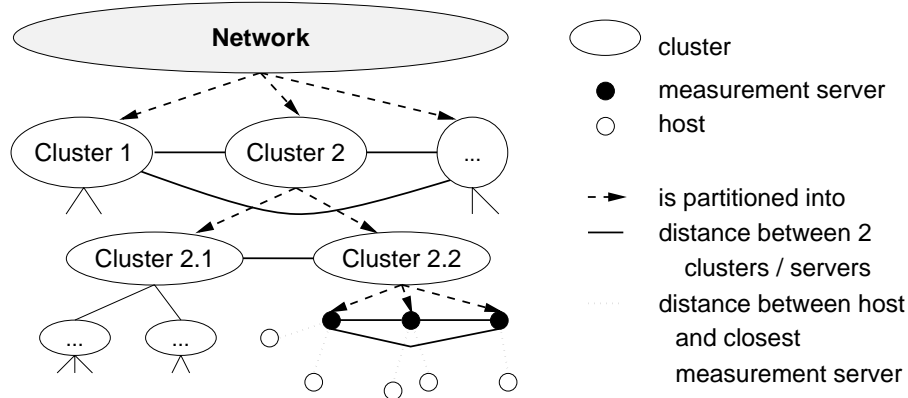 Network
Cluster 1
Cluster 2
...
Cluster 2.1
Cluster 2.2
...
...
cluster
measurement server
host
is partitioned into
distance between 2
clusters / servers
distance between host
and closest
measurement server